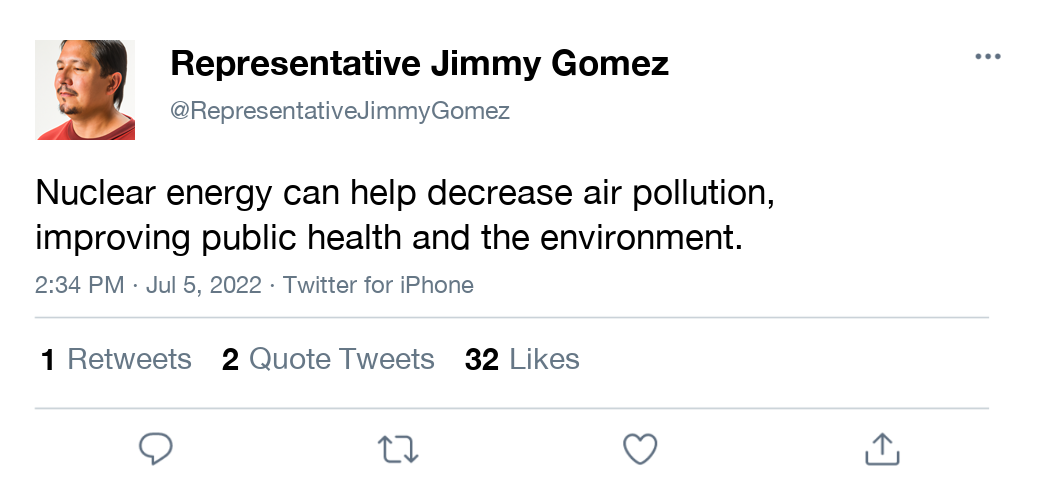 Representative Jimmy Gomez
@RepresentativeJimmyGomez
Nuclear energy can help decrease air pollution,
improving public health and the environment.
2:34 PM · Jul 5, 2022 · Twitter for iPhone
1 Retweets 2 Quote Tweets 32 Likes